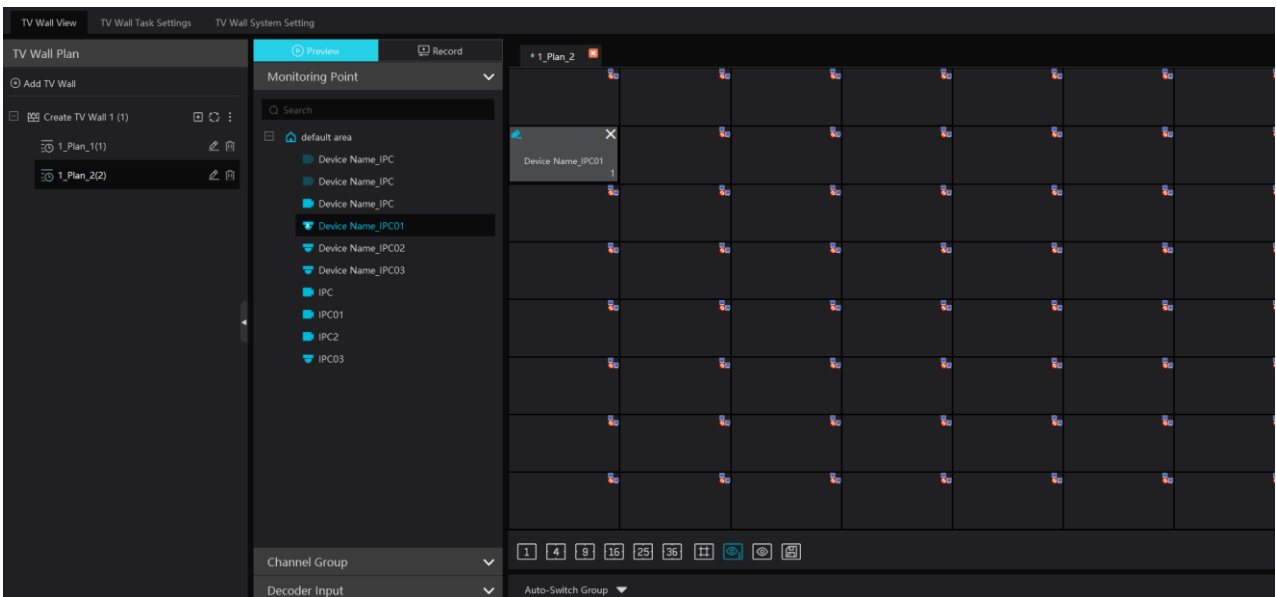 TV Wall View TV Wall Task Settings TV Wall System Setting
TV Wall Plan
Add TV Wall
Create TV Wall 1 (1)
1_Plan_1(1)
1_Plan_2(2)
Preview Record
Monitoring Point
Search
default area
Device Name_IPC
Device Name_IPC
Device Name_IPC
Device Name_IPC01
Device Name_IPC02
Device Name_IPC03
IPC
IPC01
IPC2
IPC03
Channel Group
Decoder Input
* 1_Plan_2
Device Name_IPC01
1
1 4 9 16 25 36
Auto-Switch Group